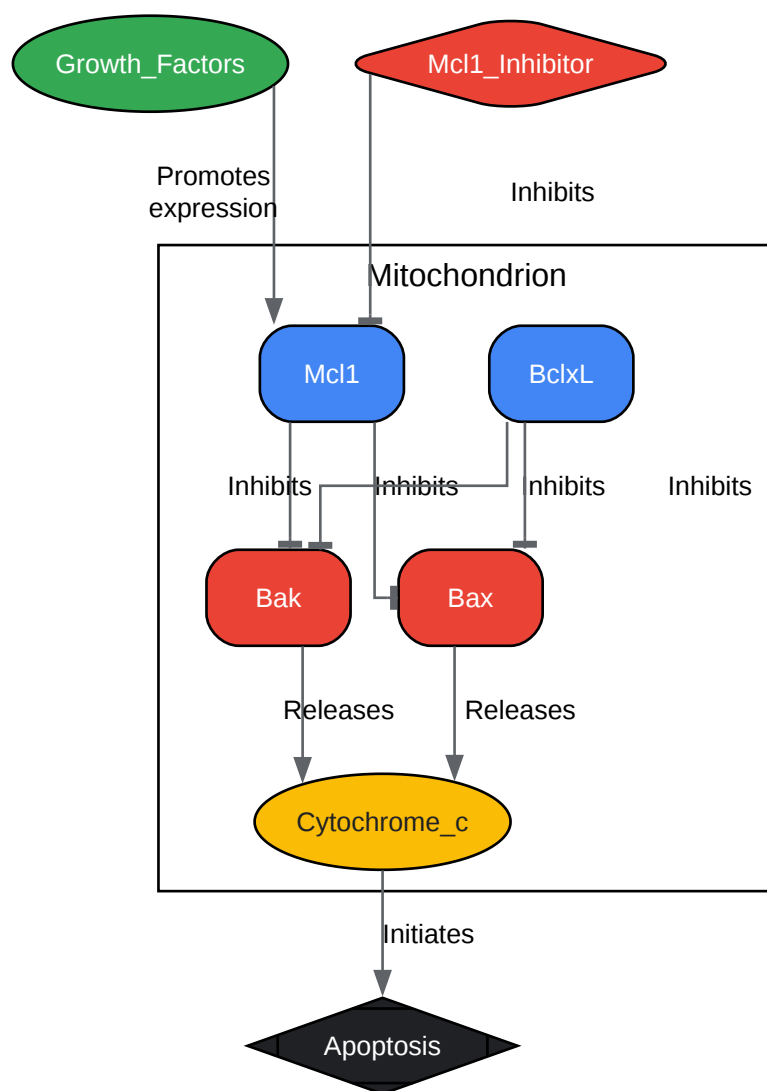 Growth_Factors
Mcl1_Inhibitor
Promotes
expression
Inhibits
Mitochondrion
Mcl1
BclxL
Inhibits
Inhibits
Inhibits
Inhibits
Bak
Bax
Releases
Releases
Cytochrome_c
Initiates
Apoptosis